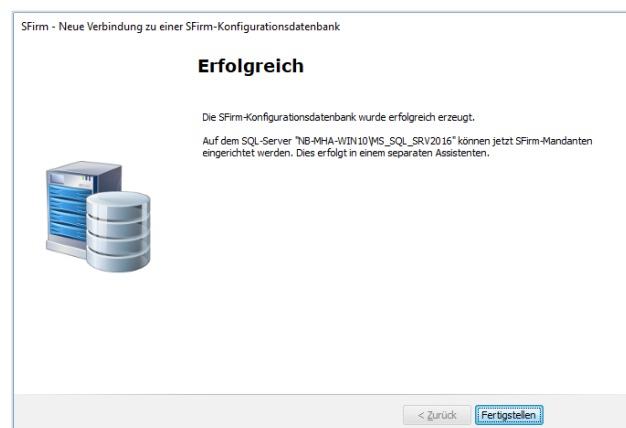 SFirm - Neue Verbindung zu einer SFirm-Konfigurationsdatenbank
Erfolgreich
Die SFirm-Konfigurationsdatenbank wurde erfolgreich erzeugt.
Auf dem SQL-Server "NB-MHA-WIN10\MS_SQL_SRV2016" können jetzt SFirm-Mandanten
eingerichtet werden. Dies erfolgt in einem separaten Assistenten.
< Zurück Fertigstellen